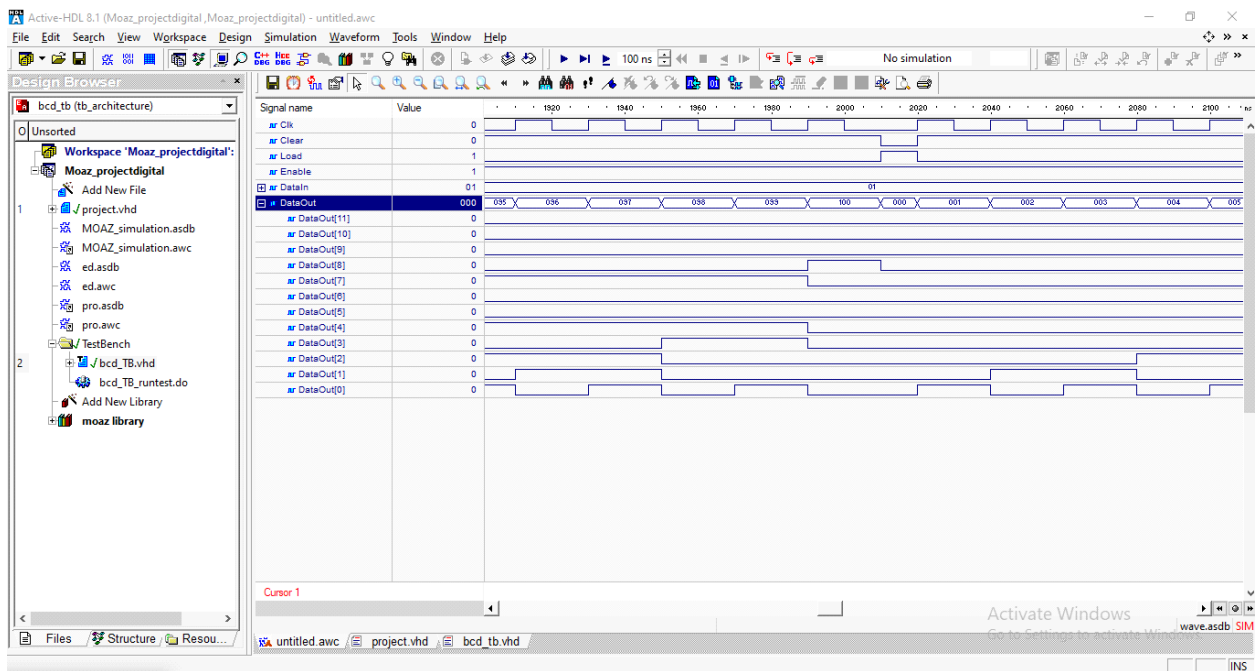 Active-HDL 8.1 (Moaz_projectdigital ,Moaz_projectdigital) - untitled.awc
File Edit Search View Workspace Design Simulation Waveform Tools Window Help
100 ns No simulation
Design Browser
bcd_tb (tb_architecture)
O Unsorted
Workspace 'Moaz_projectdigital':
Moaz_projectdigital
Add New File
1 project.vhd
MOAZ_simulation.asdb
MOAZ_simulation.awc
ed.asdb
ed.awc
pro.asdb
pro.awc
TestBench
2 bcd_TB.vhd
bcd_TB_runtest.do
Add New Library
moaz library
Files Structure Resou...
Signal name Value 1920 1940 1960 1980 2000 2020 2040 2060 2080 2100 ns
Clk 0
Clear 0
Load 1
Enable 1
DataIn 01 01
DataOut 000 095 096 097 098 099 100 000 001 002 003 004 005
DataOut[11] 0
DataOut[10] 0
DataOut[9] 0
DataOut[8] 0
DataOut[7] 0
DataOut[6] 0
DataOut[5] 0
DataOut[4] 0
DataOut[3] 0
DataOut[2] 0
DataOut[1] 0
DataOut[0] 0
Cursor 1
Activate Windows
Go to Settings to activate Windows.
wave.asdb SIM
untitled.awc project.vhd bcd_tb.vhd
INS